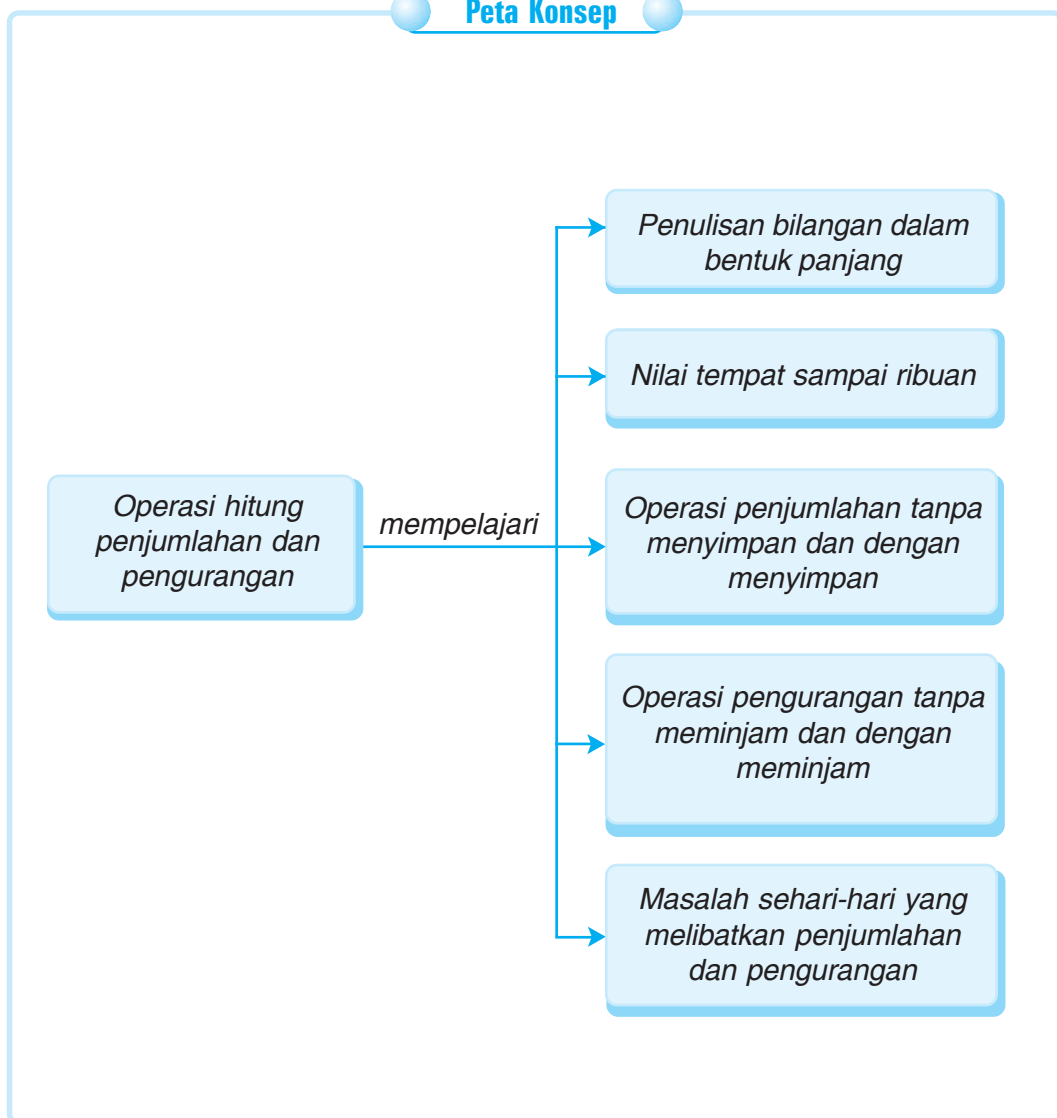 Peta Konsep
Penulisan bilangan dalam
bentuk panjang
Nilai tempat sampai ribuan
Operasi hitung
penjumlahan dan
pengurangan
mempelajari
Operasi penjumlahan tanpa
menyimpan dan dengan
menyimpan
Operasi pengurangan tanpa
meminjam dan dengan
meminjam
Masalah sehari-hari yang
melibatkan penjumlahan
dan pengurangan